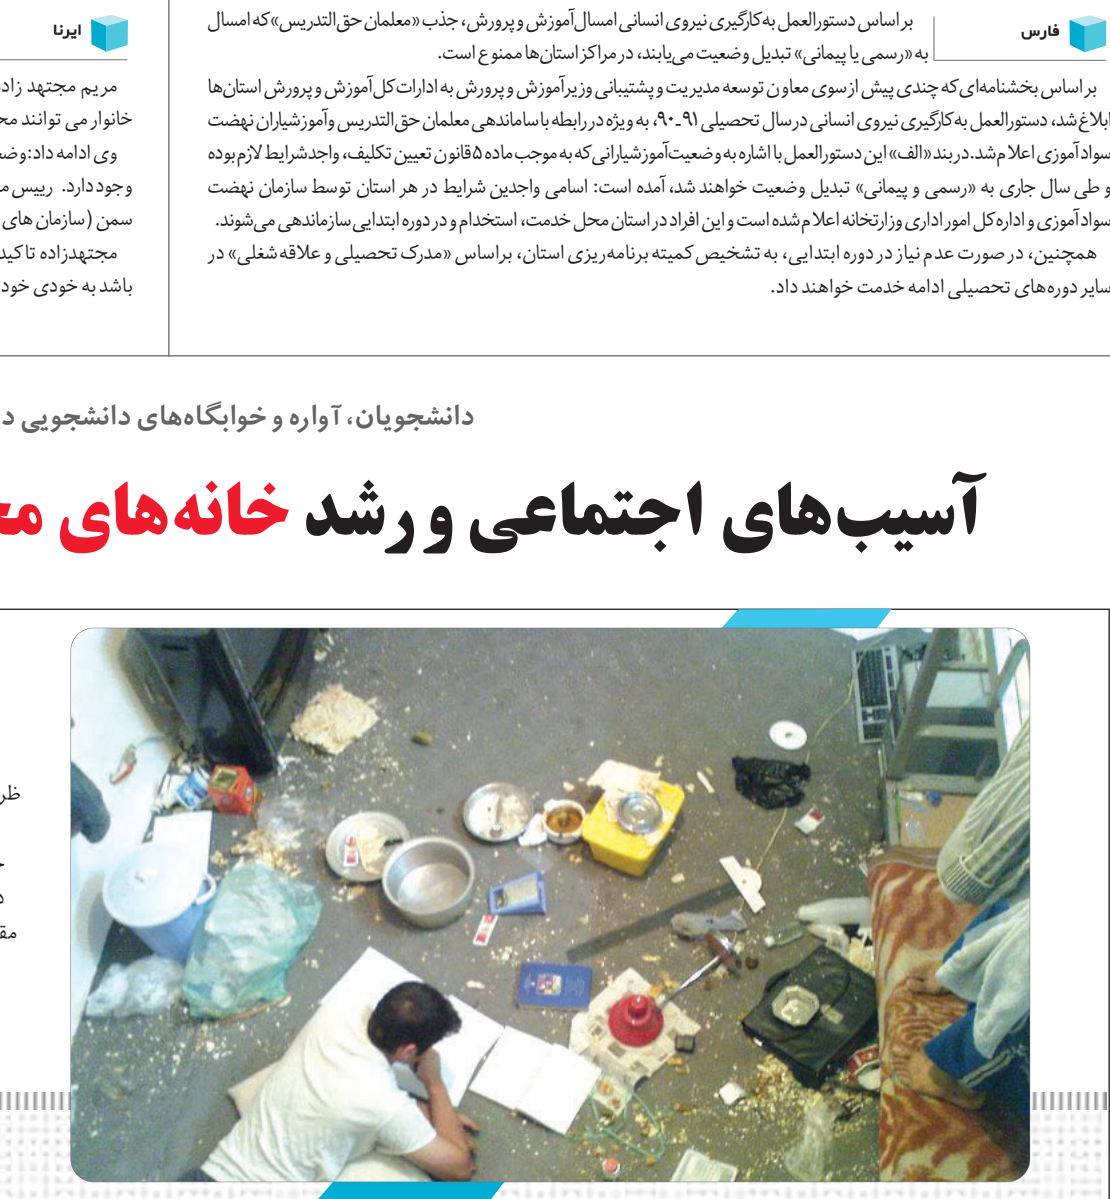 فارس
بر اساس دستورالعمل به‌کارگیری نیروی انسانی امسال آموزش و پرورش، جذب «معلمان حق‌التدریس» که امسال
به «رسمی یا پیمانی» تبدیل وضعیت می‌یابند، در مراکز استان‌ها ممنوع است.
بر اساس بخشنامه‌ای که چندی پیش از سوی معاون توسعه مدیریت و پشتیبانی وزیر آموزش و پرورش به ادارات کل آموزش و پرورش استان‌ها
ابلاغ شد، دستورالعمل به‌کارگیری نیروی انسانی در سال تحصیلی ۹۱ـ۹۰، به ویژه در رابطه با ساماندهی معلمان حق‌التدریس و آموزشیاران نهضت
سواد آموزی اعلام شد. در بند «الف» این دستورالعمل با اشاره به وضعیت آموزشیارانی که به موجب ماده ۵ قانون تعیین تکلیف، واجد شرایط لازم بوده
و طی سال جاری به «رسمی و پیمانی» تبدیل وضعیت خواهند شد، آمده است: اسامی واجدین شرایط در هر استان توسط سازمان نهضت
سواد آموزی و اداره کل امور اداری وزارتخانه اعلام شده است و این افراد در استان محل خدمت، استخدام و در دوره ابتدایی سازماندهی می‌شوند.
همچنین، در صورت عدم نیاز در دوره ابتدایی، به تشخیص کمیته برنامه‌ریزی استان، براساس «مدرک تحصیلی و علاقه شغلی» در
سایر دوره‌های تحصیلی ادامه خدمت خواهند داد.
ایرنا
مریم مجتهد زاده
خانوار می توانند
وی ادامه داد:
وجود دارد. رییس
سمن (سازمان های
مجتهدزاده تاکید
باشد به خودی خود
دانشجویان، آواره و خوابگاه‌های دانشجویی
آسیب‌های اجتماعی و رشد خانه‌های